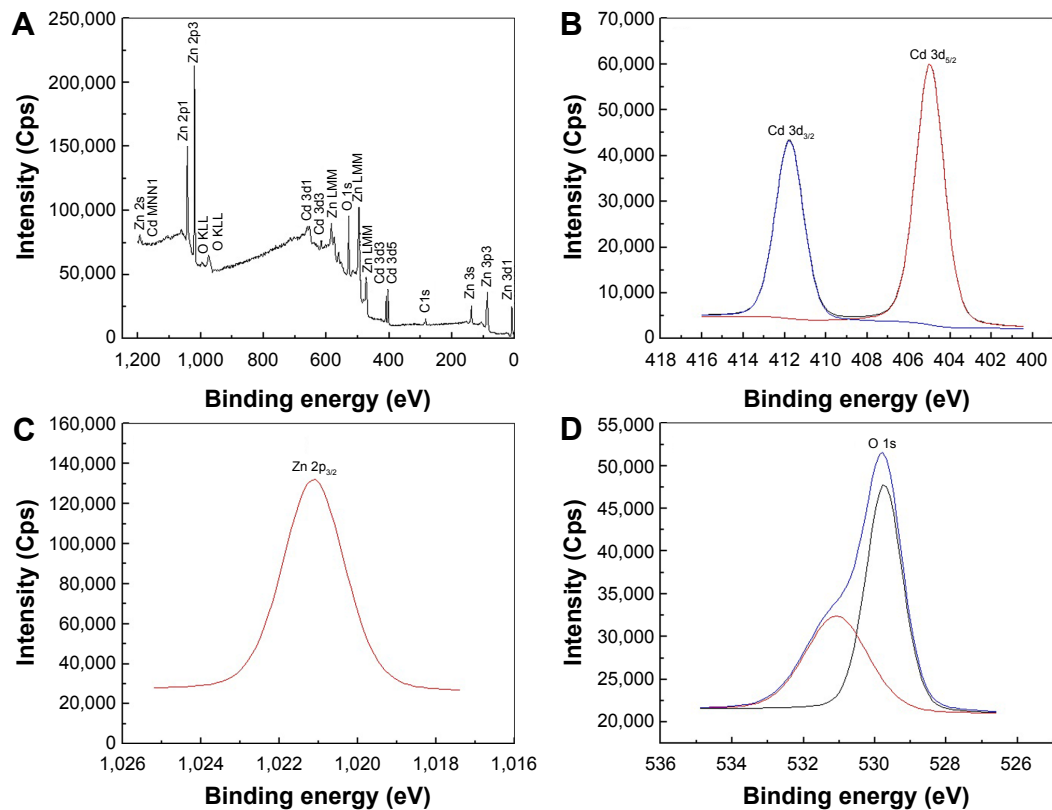 A
Intensity (Cps)
250,000
200,000
150,000
100,000
50,000
0
Zn 2s
Cd MNN1
Zn 2p1
Zn 2p3
O KLL
O KLL
Cd 3d1
Cd 3d3
Zn LMM
O 1s
Zn LMM
Zn LMM
Cd 3d3
Cd 3d5
C1s
Zn 3s
Zn 3p3
Zn 3d1
1,200 1,000 800 600 400 200 0
Binding energy (eV)
B
Intensity (Cps)
70,000
60,000
50,000
40,000
30,000
20,000
10,000
0
Cd 3d3/2
Cd 3d5/2
418 416 414 412 410 408 406 404 402 400
Binding energy (eV)
C
Intensity (Cps)
160,000
140,000
120,000
100,000
80,000
60,000
40,000
20,000
0
Zn 2p3/2
1,026 1,024 1,022 1,020 1,018 1,016
Binding energy (eV)
D
Intensity (Cps)
55,000
50,000
45,000
40,000
35,000
30,000
25,000
20,000
O 1s
536 534 532 530 528 526
Binding energy (eV)